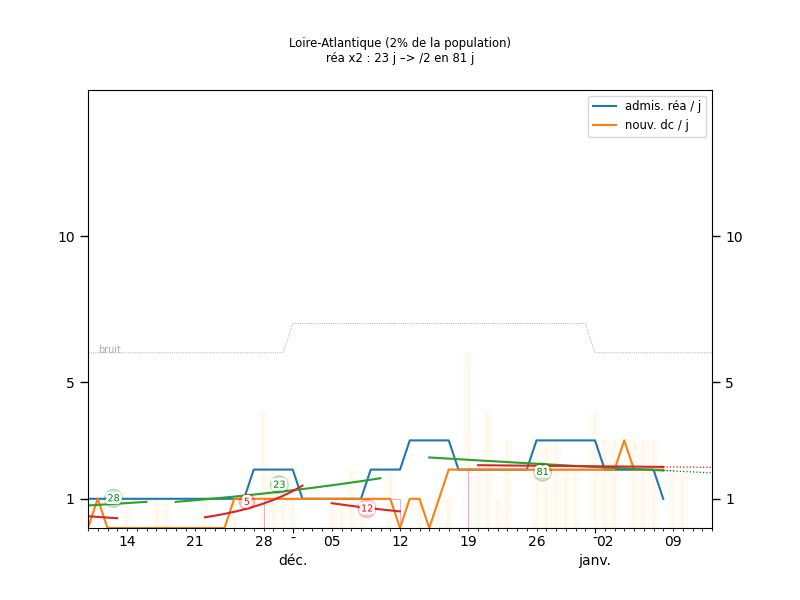 Loire-Atlantique (2% de la population)
réa x2 : 23 j –> /2 en 81 j
admis. réa / j
nouv. dc / j
10 10
bruit
5 5
81
23
28 5 12
1 1
14 21 28 05 12 19 26 02 09
déc. janv.